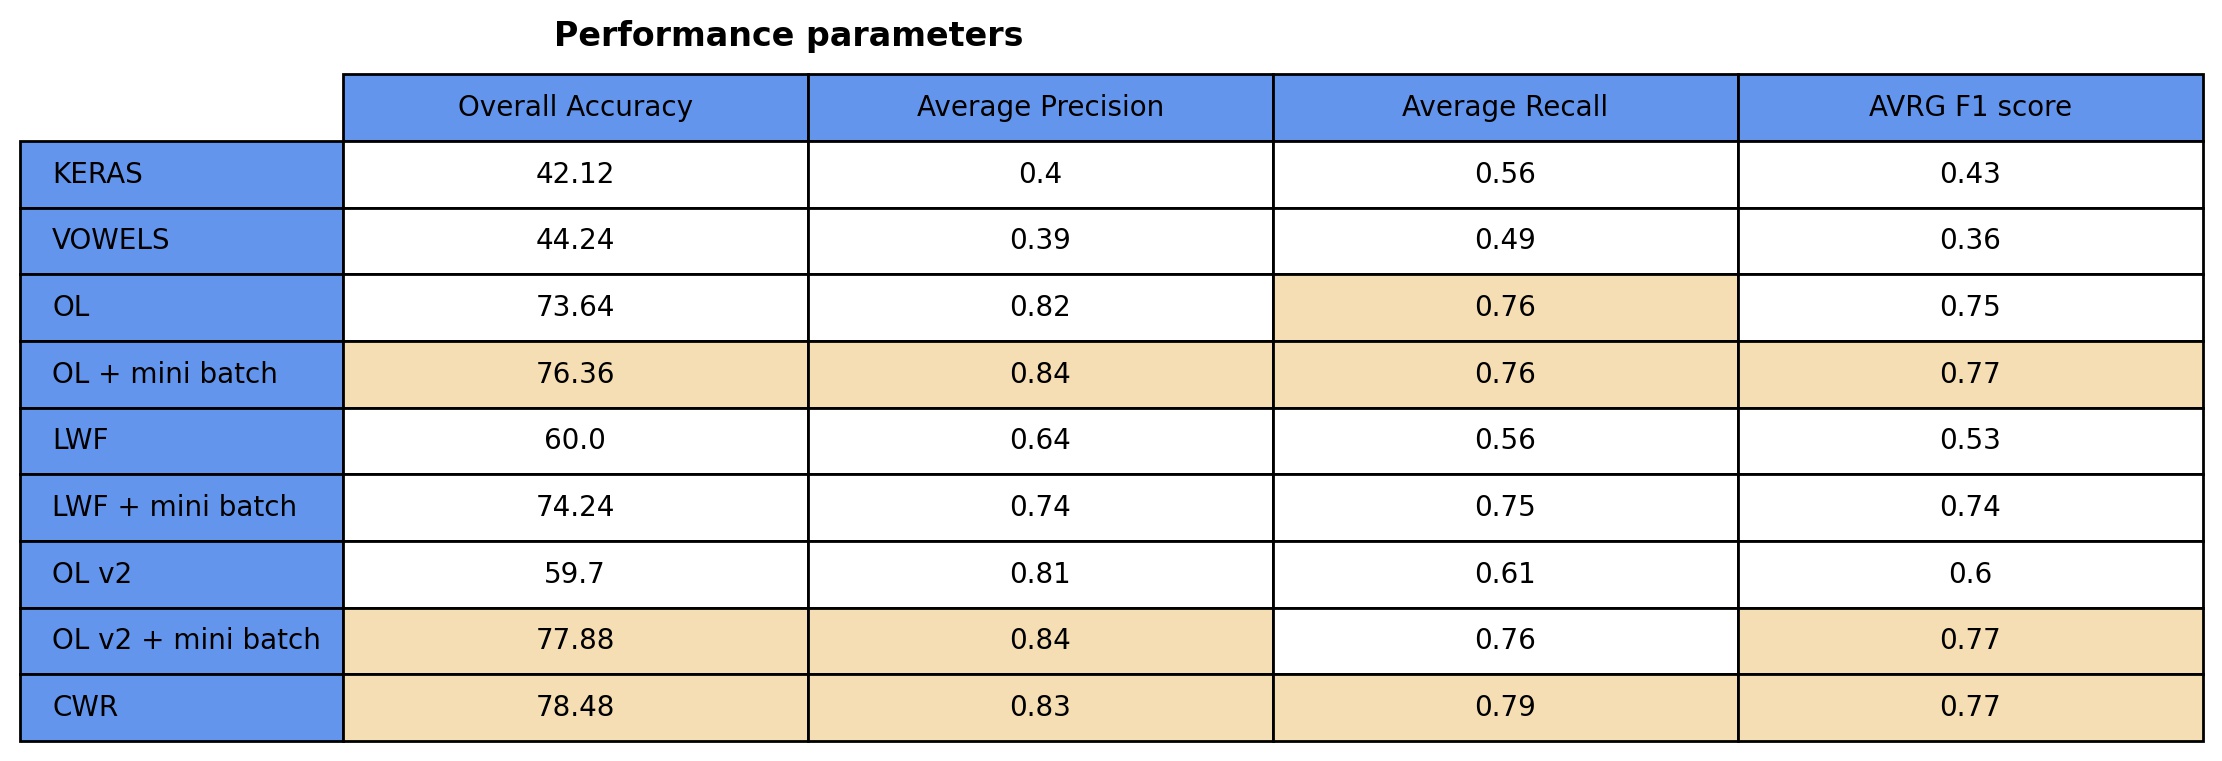 Performance parameters
Overall Accuracy Average Precision Average Recall AVRG F1 score
KERAS 42.12 0.4 0.56 0.43
VOWELS 44.24 0.39 0.49 0.36
OL 73.64 0.82 0.76 0.75
OL + mini batch 76.36 0.84 0.76 0.77
LWF 60.0 0.64 0.56 0.53
LWF + mini batch 74.24 0.74 0.75 0.74
OL v2 59.7 0.81 0.61 0.6
OL v2 + mini batch 77.88 0.84 0.76 0.77
CWR 78.48 0.83 0.79 0.77